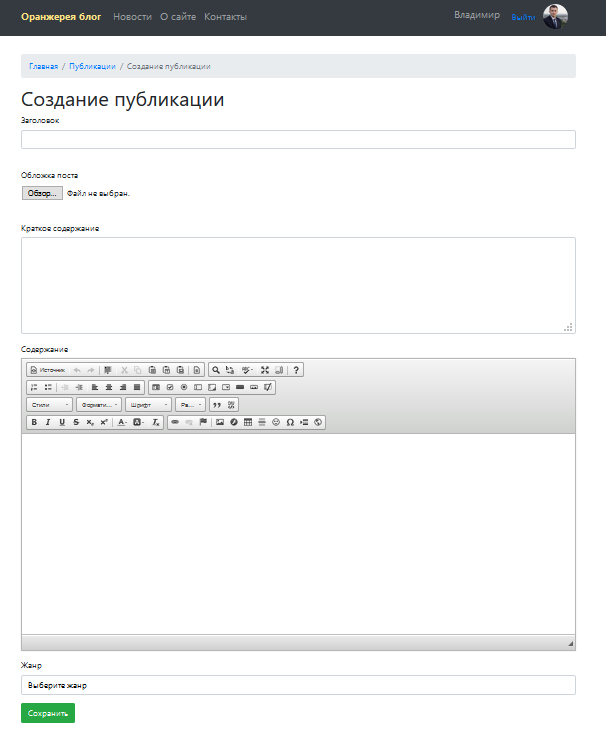 Оранжерея блог Новости О сайте Контакты Владимир Выйти
Главная / Публикации / Создание публикации
Создание публикации
Заголовок
Обложка поста
Обзор... Файл не выбран.
Краткое содержание
Содержание
Источник
Стили Формати... Шрифт Ра...
Жанр
Выберите жанр
Сохранить